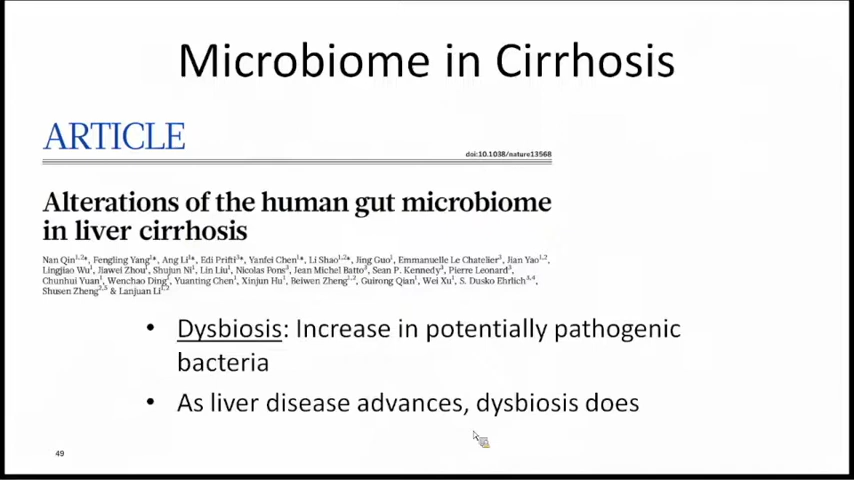 Microbiome in Cirrhosis
ARTICLE
doi:10.1038/nature13568
Alterations of the human gut microbiome
in liver cirrhosis
Nan Qin1,2*, Fengling Yang1*, Ang Li1*, Edi Prifti3*, Yanfei Chen1*, Li Shao1,2*, Jing Guo1, Emmanuelle Le Chatelier3, Jian Yao1,2,
Lingjiao Wu1, Jiawei Zhou1, Shujun Ni1, Lin Liu1, Nicolas Pons3, Jean Michel Batto3, Sean P. Kennedy3, Pierre Leonard3,
Chunhui Yuan1, Wenchao Ding1, Yuanting Chen1, Xinjun Hu1, Beiwen Zheng1,2, Guirong Qian1, Wei Xu1, S. Dusko Ehrlich3,4,
Shusen Zheng2,5 & Lanjuan Li1,2
• Dysbiosis: Increase in potentially pathogenic
bacteria
• As liver disease advances, dysbiosis does
49